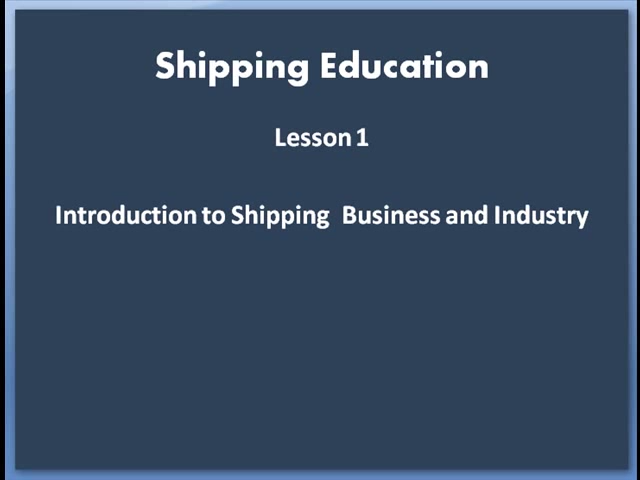 Shipping Education
Lesson 1
Introduction to Shipping  Business and Industry